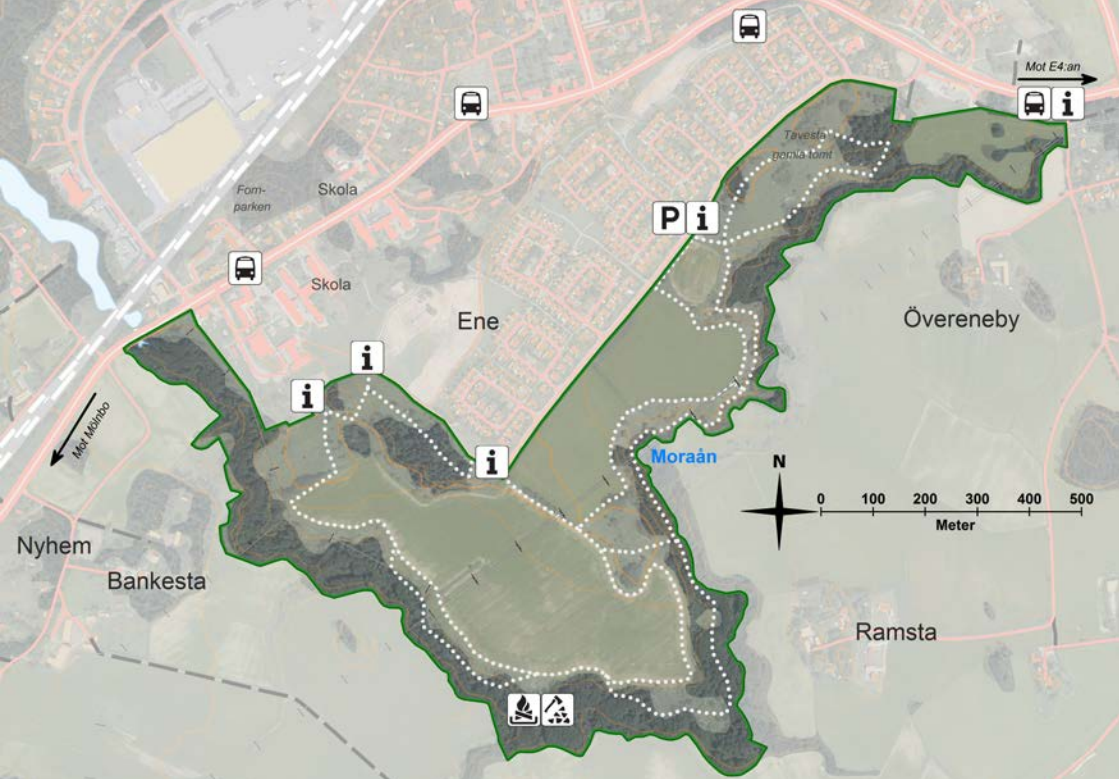 Mot E4:an
i
Tavesta
gamla tomt
Forn-
parken
Skola
P i
Skola
Ene
Övereneby
i
i
Mot Mölnbo
i
Moraån
N
0 100 200 300 400 500
Meter
Nyhem
Bankesta
Ramsta